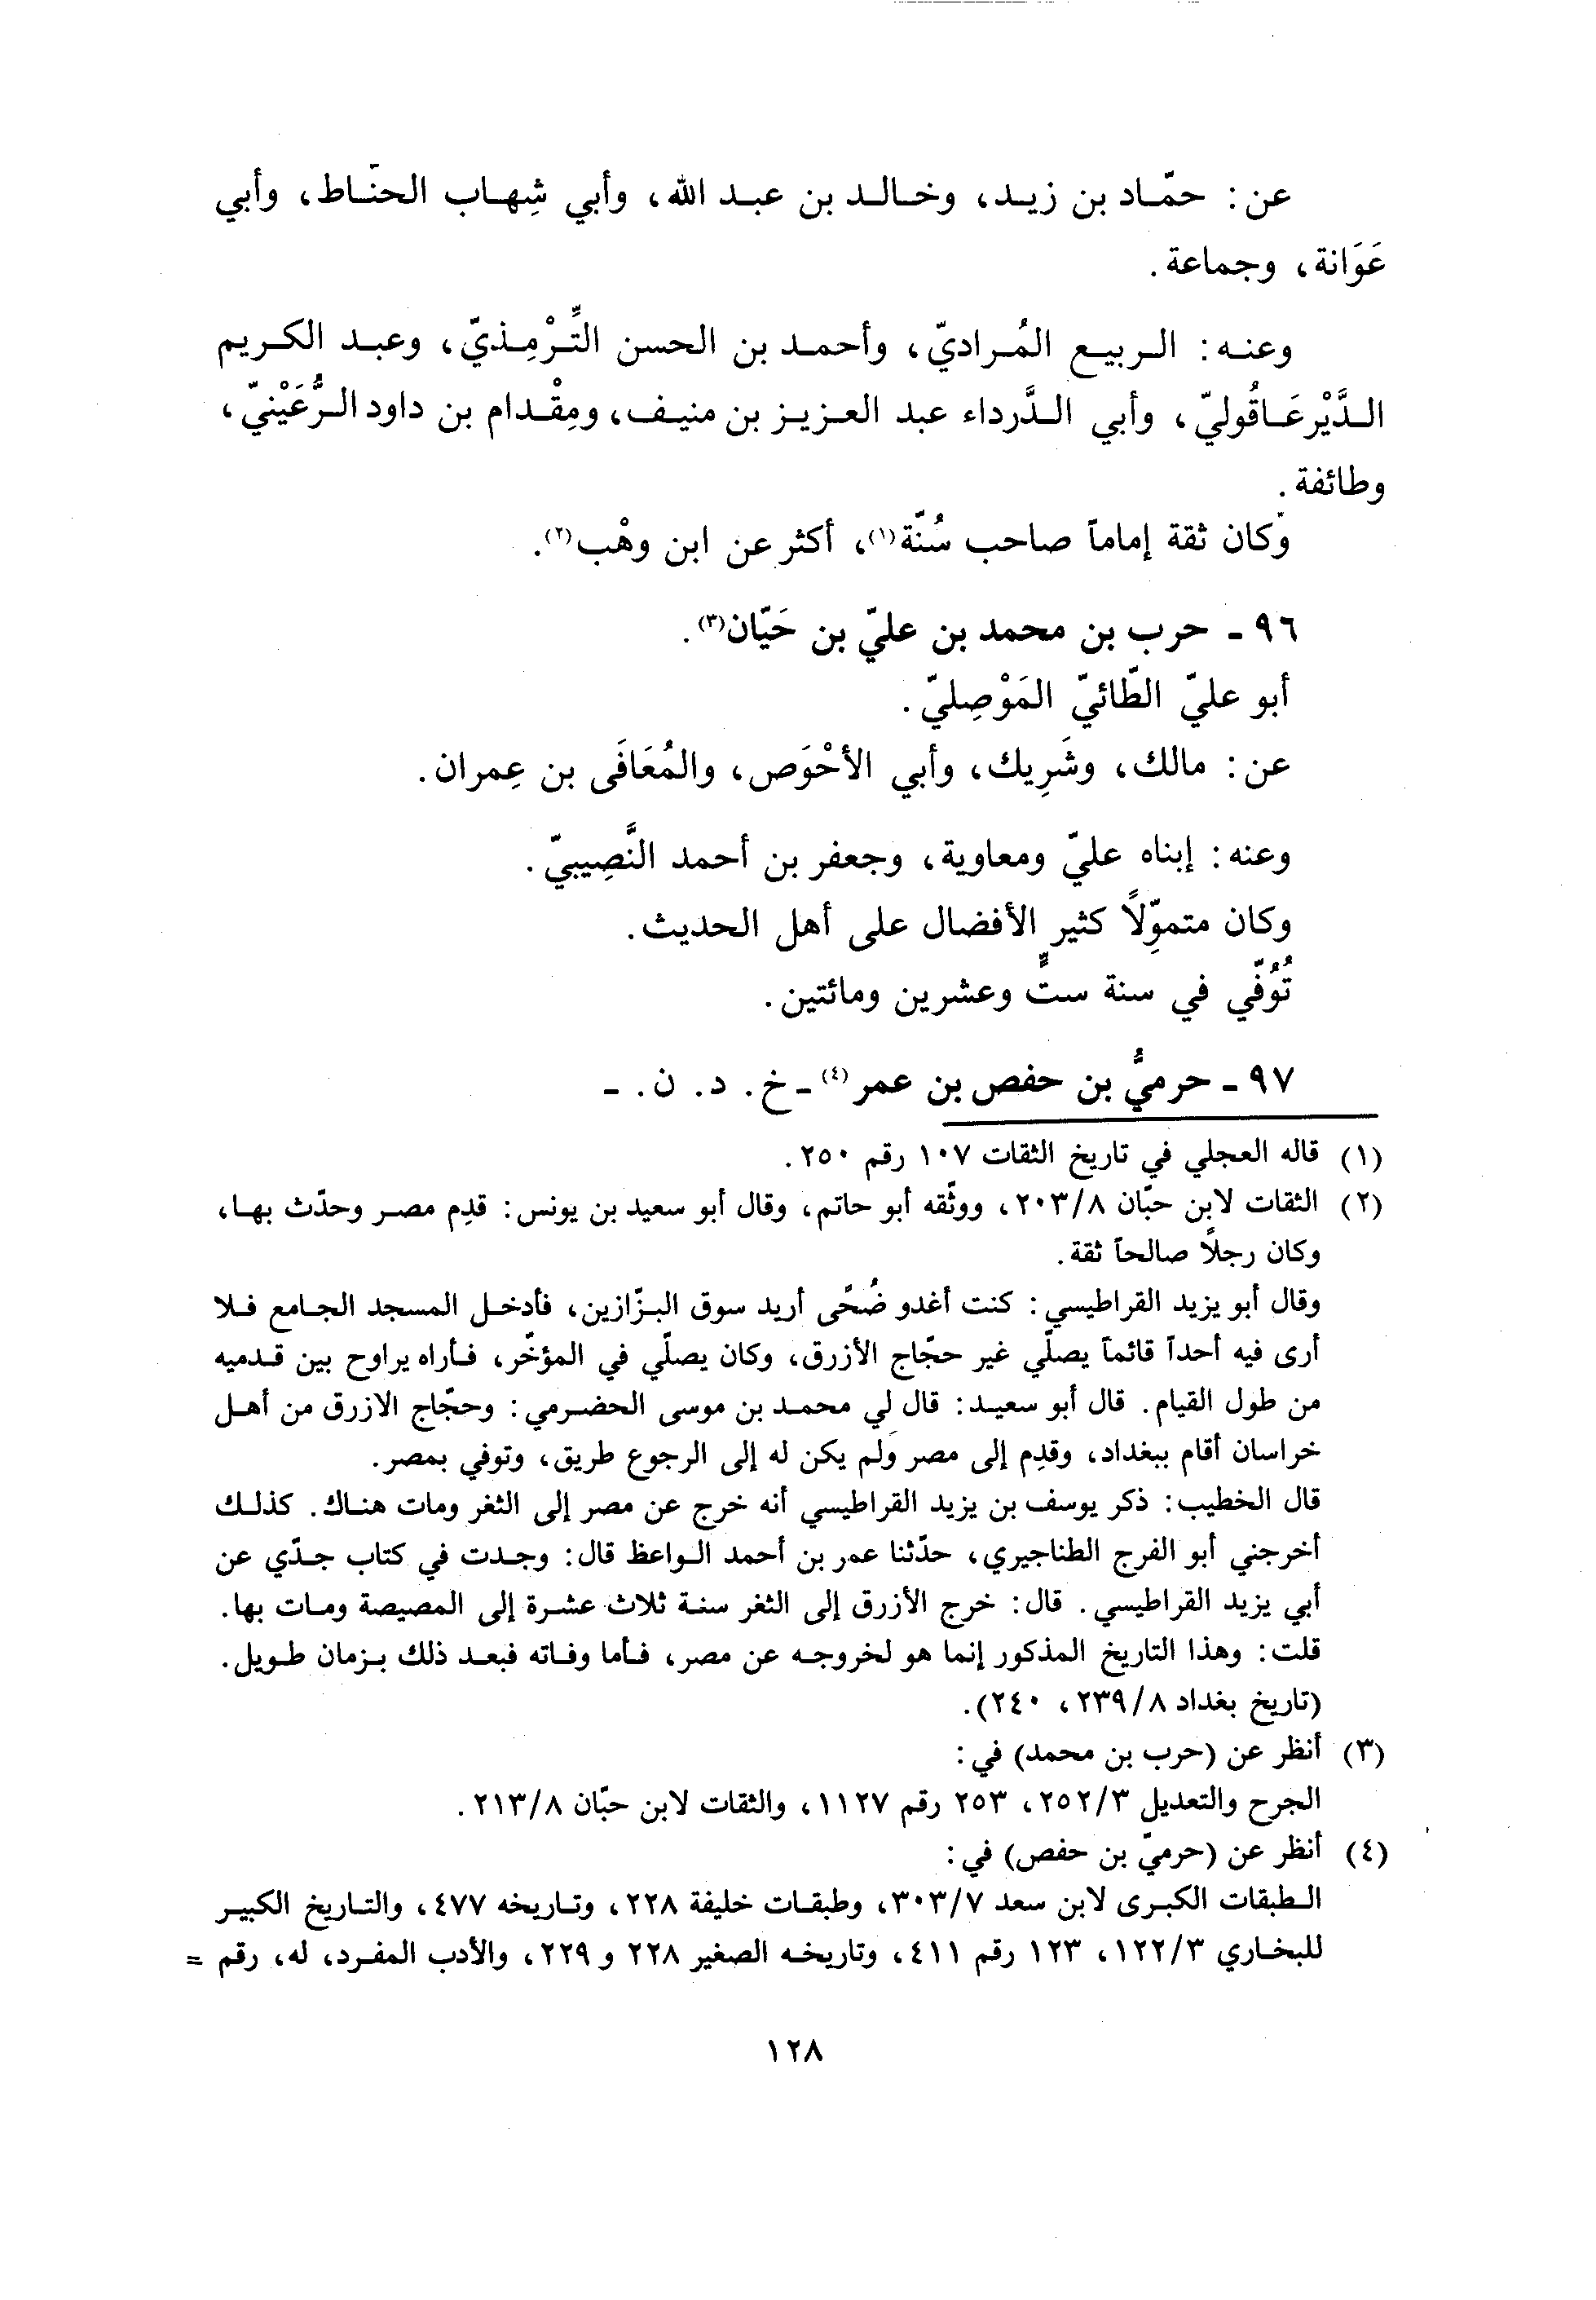 عن: حمّاد بن زيد، وخالد بن عبد الله، وأبي شِهاب الحنّاط، وأبي
عَوَانة، وجماعة.
وعنه: الربيع المُراديّ، وأحمد بن الحسن التِّرْمِذيّ، وعبد الكريم
الدَّيْرعَاقُوليّ، وأبي الدَّرداء عبد العزيز بن منيف، ومِقْدام بن داود الرُّعَيْنيّ،
وطائفة.
وكان ثقة إماماً صاحب سُنّة(١)، أكثر عن ابن وهْب(٢).
٩٦ - حرب بن محمد بن عليّ بن حَيّان(٣).
أبو عليّ الطّائيّ المَوْصِليّ.
عن: مالك، وشَرِيك، وأبي الأحْوَص، والمُعَافَى بن عِمران.
وعنه: إبناه عليّ ومعاوية، وجعفر بن أحمد النَّصِيبيّ.
وكان متموِّلاً كثير الأفضال على أهل الحديث.
تُوُفّي في سنة ستٍّ وعشرين ومائتين.
٩٧ - حرميُّ بن حفص بن عمر(٤) - خ. د. ن. -
(١) قاله العجلي في تاريخ الثقات ١٠٧ رقم ٢٥٠.
(٢) الثقات لابن حبّان ٢٠٣/٨، ووثّقه أبو حاتم، وقال أبو سعيد بن يونس: قدِم مصر وحدّث بها،
وكان رجلاً صالحاً ثقة.
وقال أبو يزيد القراطيسي: كنت أغدو ضُحًى أريد سوق البزّازين، فأدخل المسجد الجامع فلا
أرى فيه أحداً قائماً يصلّي غير حجّاج الأزرق، وكان يصلّي في المؤخّر، فأراه يراوح بين قدميه
من طول القيام. قال أبو سعيد: قال لي محمد بن موسى الحضرمي: وحجّاج الازرق من أهل
خراسان أقام ببغداد، وقدِم إلى مصر ولم يكن له إلى الرجوع طريق، وتوفي بمصر.
قال الخطيب: ذكر يوسف بن يزيد القراطيسي أنه خرج عن مصر إلى الثغر ومات هناك. كذلك
أخرجني أبو الفرج الطناجيري، حدّثنا عمر بن أحمد الواعظ قال: وجدت في كتاب جدّي عن
أبي يزيد القراطيسي. قال: خرج الأزرق إلى الثغر سنة ثلاث عشرة إلى المصيصة ومات بها.
قلت: وهذا التاريخ المذكور إنما هو لخروجه عن مصر، فأما وفاته فبعد ذلك بزمان طويل.
(تاريخ بغداد ٢٣٩/٨، ٢٤٠).
(٣) أنظر عن (حرب بن محمد) في:
الجرح والتعديل ٢٥٢/٣، ٢٥٣ رقم ١١٢٧، والثقات لابن حبّان ٢١٣/٨.
(٤) أنظر عن (حرميّ بن حفص) في:
الطبقات الكبرى لابن سعد ٣٠٣/٧، وطبقات خليفة ٢٢٨، وتاريخه ٤٧٧، والتاريخ الكبير
للبخاري ١٢٢/٣، ١٢٣ رقم ٤١١، وتاريخه الصغير ٢٢٨ و ٢٢٩، والأدب المفرد، له، رقم =
١٢٨